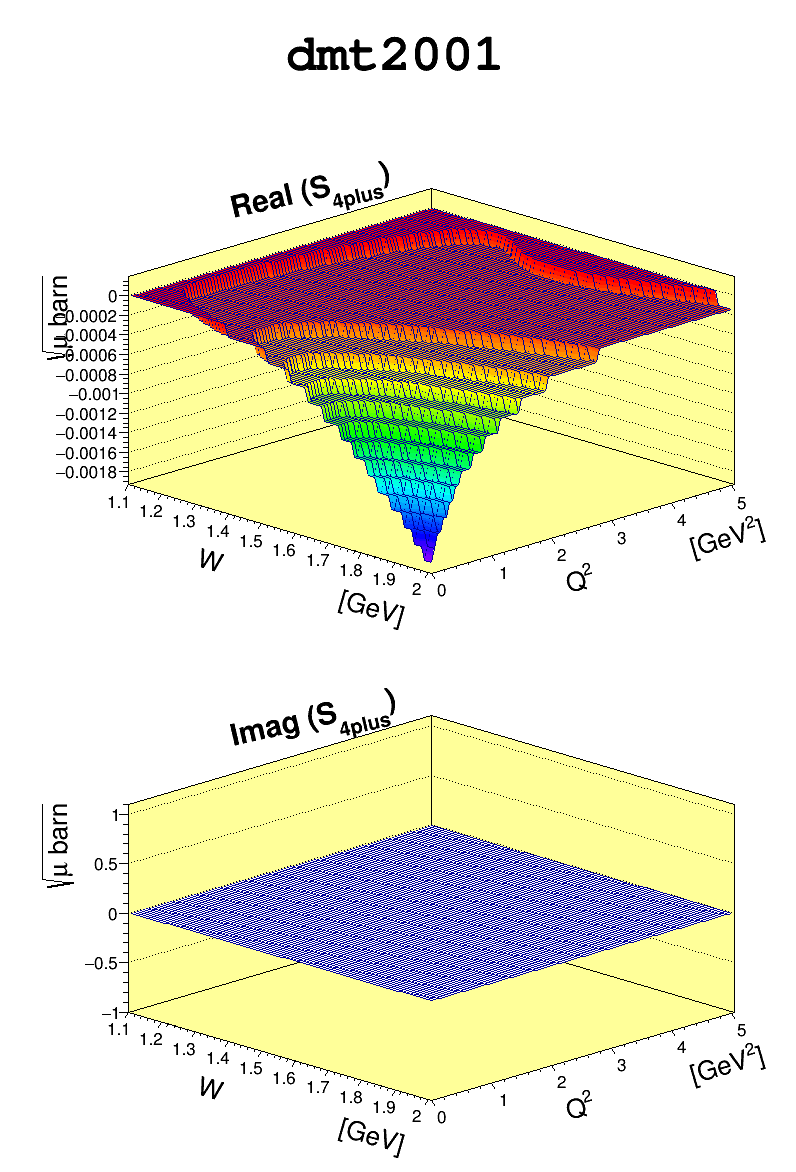 dmt2001
Real (S4plus)
√μ barn
0
−0.0002
−0.0004
−0.0006
−0.0008
−0.001
−0.0012
−0.0014
−0.0016
−0.0018
1.1 1.2 1.3 1.4 1.5 1.6 1.7 1.8 1.9 2
W
[GeV]
0 1 2 3 4 5
Q²
[GeV²]
Imag (S4plus)
√μ barn
1
0.5
0
−0.5
−1
1.1 1.2 1.3 1.4 1.5 1.6 1.7 1.8 1.9 2
W
[GeV]
0 1 2 3 4 5
Q²
[GeV²]